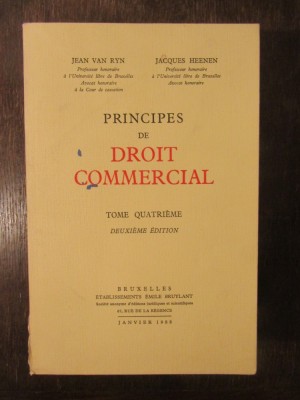 JEAN VAN RYN
Professeur honoraire
à l'Université libre de Bruxelles
Avocat honoraire
à la Cour de cassation
JACQUES HEENEN
Professeur honoraire
à l'Université libre de Bruxelles
Avocat honoraire
PRINCIPES
DE
DROIT
COMMERCIAL
TOME QUATRIÈME
DEUXIÈME ÉDITION
BRUXELLES
ETABLISSEMENTS EMILE BRUYLANT
Société anonyme d'éditions juridiques et scientifiques
67, RUE DE LA RÉGENCE
JANVIER